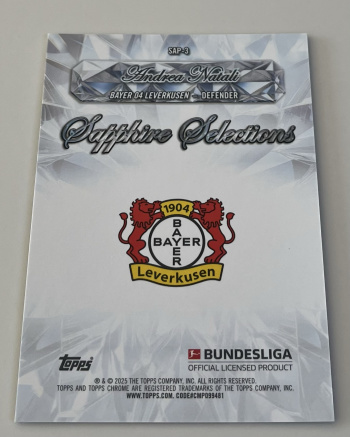 SAP-3
Andrea Natali
BAYER 04 LEVERKUSEN DEFENDER
Sapphire Selections
1904
BAYER
BAYER
Leverkusen
topps
BUNDESLIGA
OFFICIAL LICENSED PRODUCT
® & © 2025 THE TOPPS COMPANY, INC. ALL RIGHTS RESERVED.
TOPPS AND TOPPS CHROME ARE REGISTERED TRADEMARKS OF THE TOPPS COMPANY, INC.
WWW.TOPPS.COM. CODE#CMP099481